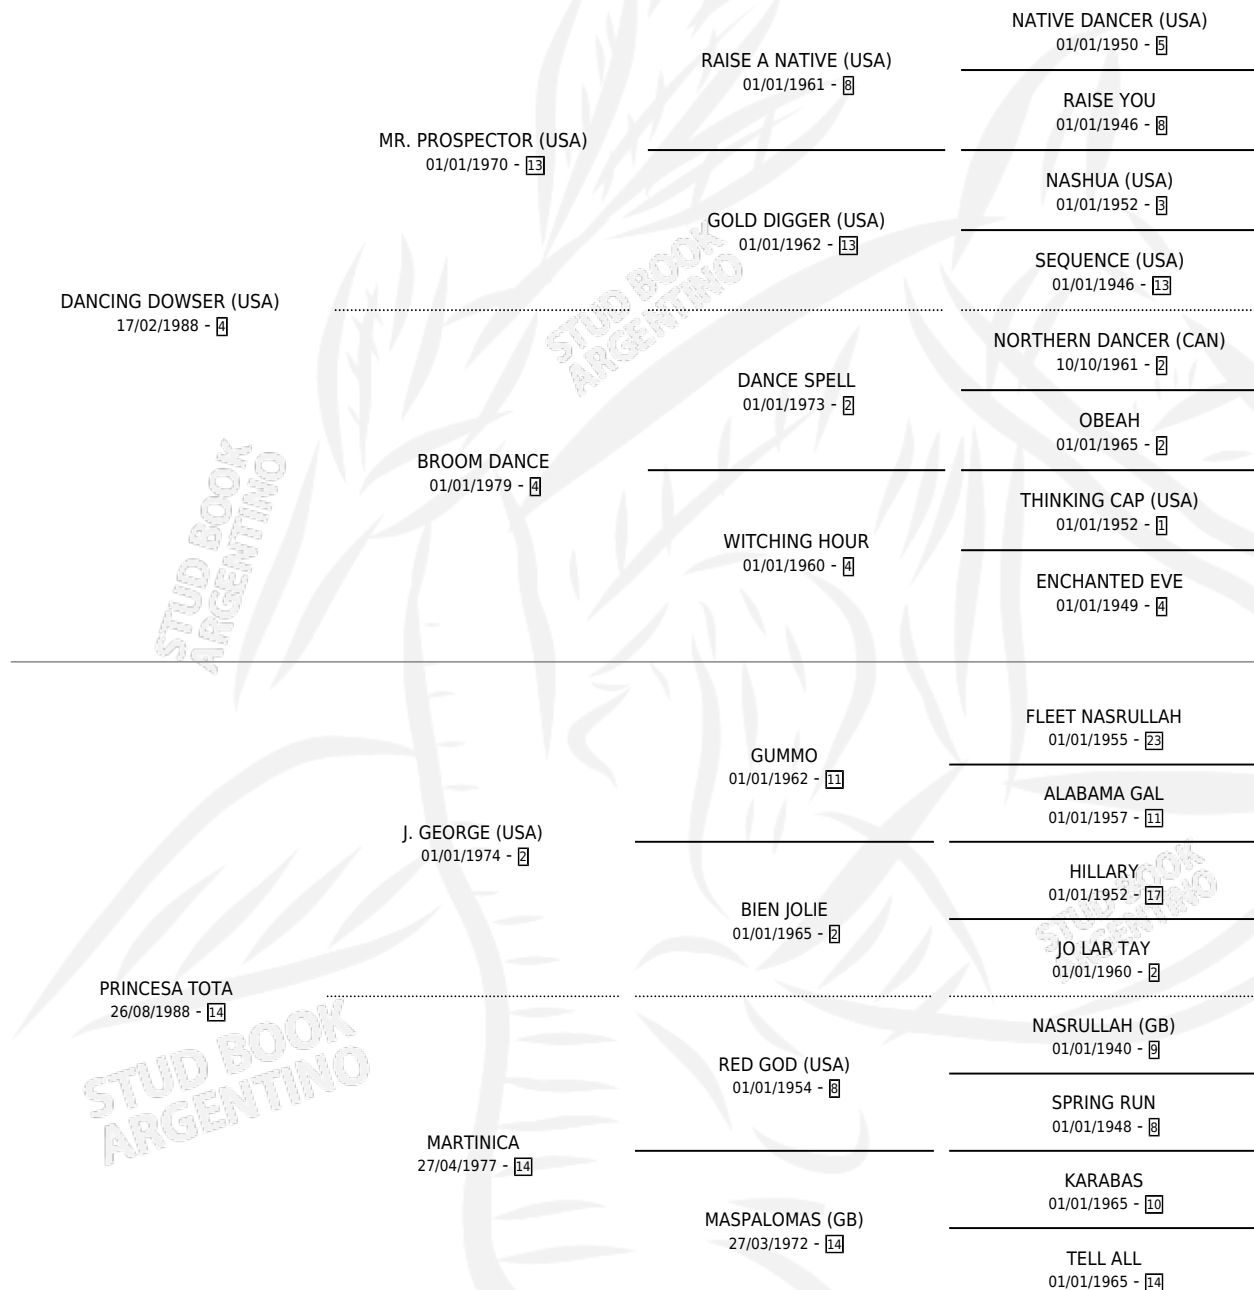 NATIVE DANCER (USA)
01/01/1950 - 5
RAISE A NATIVE (USA)
01/01/1961 - 8
RAISE YOU
01/01/1946 - 8
MR. PROSPECTOR (USA)
01/01/1970 - 13
NASHUA (USA)
01/01/1952 - 3
GOLD DIGGER (USA)
01/01/1962 - 13
SEQUENCE (USA)
01/01/1946 - 13
DANCING DOWSER (USA)
17/02/1988 - 4
NORTHERN DANCER (CAN)
10/10/1961 - 2
DANCE SPELL
01/01/1973 - 2
OBEAH
01/01/1965 - 2
BROOM DANCE
01/01/1979 - 4
THINKING CAP (USA)
01/01/1952 - 1
WITCHING HOUR
01/01/1960 - 4
ENCHANTED EVE
01/01/1949 - 4
FLEET NASRULLAH
01/01/1955 - 23
GUMMO
01/01/1962 - 11
ALABAMA GAL
01/01/1957 - 11
J. GEORGE (USA)
01/01/1974 - 2
HILLARY
01/01/1952 - 17
BIEN JOLIE
01/01/1965 - 2
JO LAR TAY
01/01/1960 - 2
PRINCESA TOTA
26/08/1988 - 14
NASRULLAH (GB)
01/01/1940 - 9
RED GOD (USA)
01/01/1954 - 8
SPRING RUN
01/01/1948 - 8
MARTINICA
27/04/1977 - 14
KARABAS
01/01/1965 - 10
MASPALOMAS (GB)
27/03/1972 - 14
TELL ALL
01/01/1965 - 14
STUD BOOK
ARGENTINO
STUD BOOK
ARGENTINO
STUD BOOK
ARGENTINO
STUD BOOK
ARGENTINO